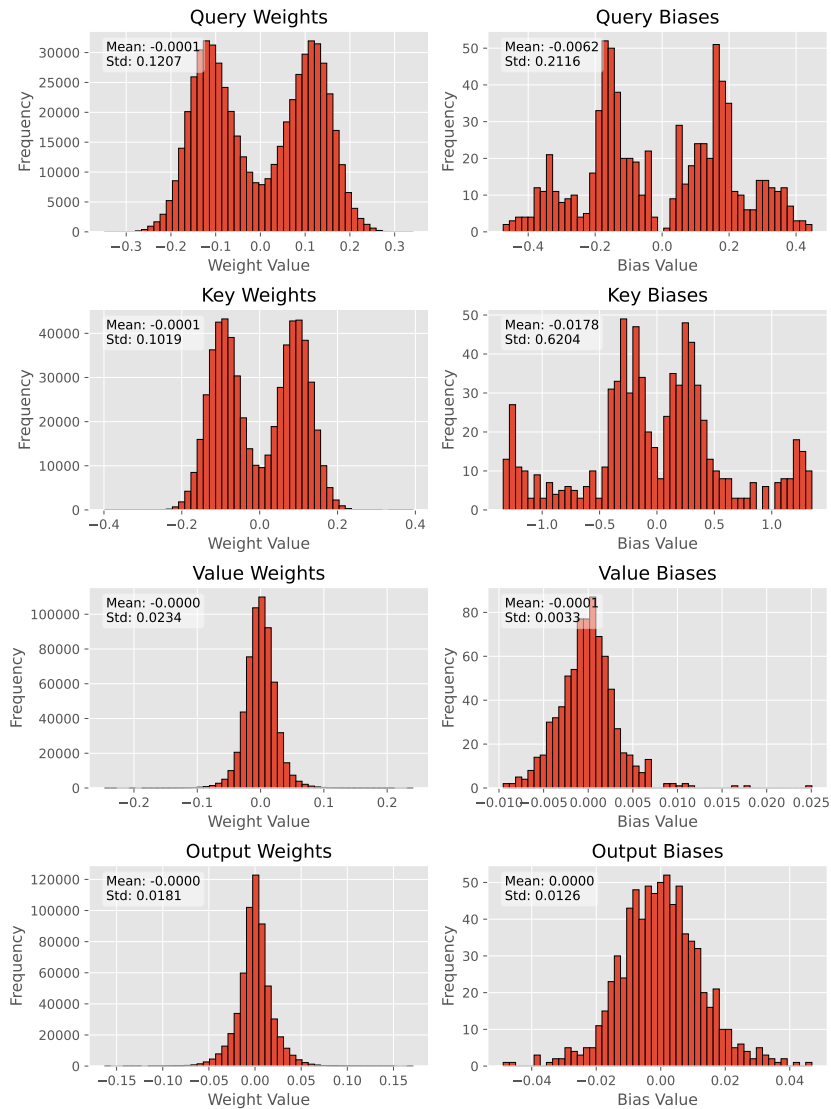 Query Weights
Mean: -0.0001
Std: 0.1207
Frequency
30000
25000
20000
15000
10000
5000
0
−0.3 −0.2 −0.1 0.0 0.1 0.2 0.3
Weight Value
Query Biases
Mean: -0.0062
Std: 0.2116
Frequency
50
40
30
20
10
0
−0.4 −0.2 0.0 0.2 0.4
Bias Value
Key Weights
Mean: -0.0001
Std: 0.1019
Frequency
40000
30000
20000
10000
0
−0.4 −0.2 0.0 0.2 0.4
Weight Value
Key Biases
Mean: -0.0178
Std: 0.6204
Frequency
50
40
30
20
10
0
−1.0 −0.5 0.0 0.5 1.0
Bias Value
Value Weights
Mean: -0.0000
Std: 0.0234
Frequency
100000
80000
60000
40000
20000
0
−0.2 −0.1 0.0 0.1 0.2
Weight Value
Value Biases
Mean: -0.0001
Std: 0.0033
Frequency
80
60
40
20
0
−0.010 −0.005 0.000 0.005 0.010 0.015 0.020 0.025
Bias Value
Output Weights
Mean: -0.0000
Std: 0.0181
Frequency
120000
100000
80000
60000
40000
20000
0
−0.15 −0.10 −0.05 0.00 0.05 0.10 0.15
Weight Value
Output Biases
Mean: 0.0000
Std: 0.0126
Frequency
50
40
30
20
10
0
−0.04 −0.02 0.00 0.02 0.04
Bias Value